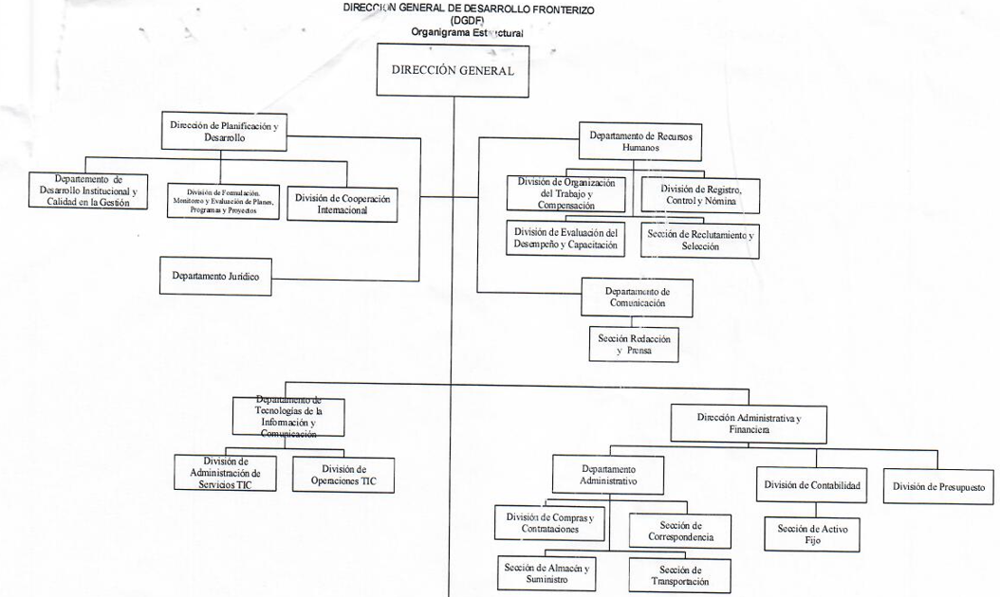 DIRECCIÓN GENERAL DE DESARROLLO FRONTERIZO
(DGDF)
Organigrama Estructural
DIRECCIÓN GENERAL
Dirección de Planificación y
Desarrollo
Departamento de
Desarrollo Institucional y
Calidad en la Gestión
División de Formulación,
Monitoreo y Evaluación de Planes,
Programas y Proyectos
División de Cooperación
Internacional
Departamento Jurídico
Departamento de Recursos
Humanos
División de Organización
del Trabajo y
Compensación
División de Registro,
Control y Nómina
División de Evaluación del
Desempeño y Capacitación
Sección de Reclutamiento y
Selección
Departamento de
Comunicación
Sección Redacción
y Prensa
Departamento de
Tecnologías de la
Información y
Comunicación
División de
Administración de
Servicios TIC
División de
Operaciones TIC
Dirección Administrativa y
Financiera
Departamento
Administrativo
División de Compras y
Contrataciones
Sección de
Correspondencia
Sección de Almacén y
Suministro
Sección de
Transportación
División de Contabilidad
Sección de Activo
Fijo
División de Presupuesto